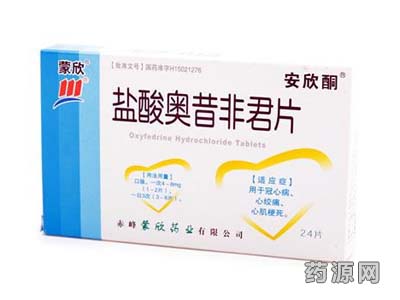 蒙欣®
【批准文号】国药准字H15021276
安欣酮®
盐酸奥昔非君片
Oxyfedrine Hydrochloride Tablets
【用法用量】
口服,一次4-8mg
(1-2片),
一日3次(3-6片)。
【适应症】
用于冠心病、
心绞痛、
心肌梗死。
24片
赤峰蒙欣药业有限公司
药源网